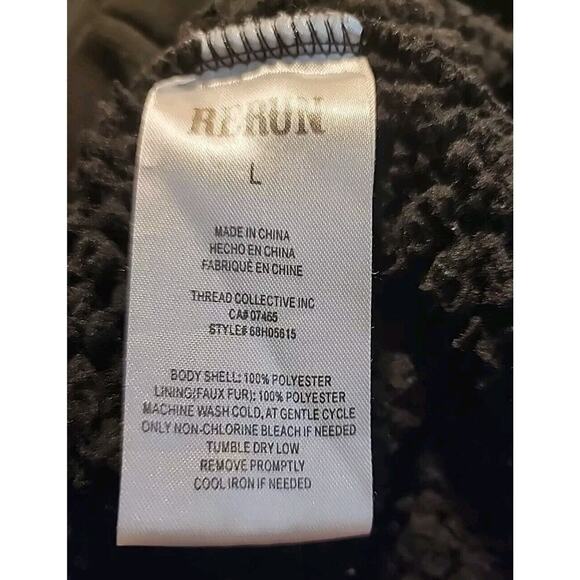 RERUN
L
MADE IN CHINA
HECHO EN CHINA
FABRIQUÉ EN CHINE
THREAD COLLECTIVE INC
CA# 07465
STYLE# 68H05615
BODY SHELL: 100% POLYESTER
LINING(FAUX FUR): 100% POLYESTER
MACHINE WASH COLD, AT GENTLE CYCLE
ONLY NON-CHLORINE BLEACH IF NEEDED
TUMBLE DRY LOW
REMOVE PROMPTLY
COOL IRON IF NEEDED